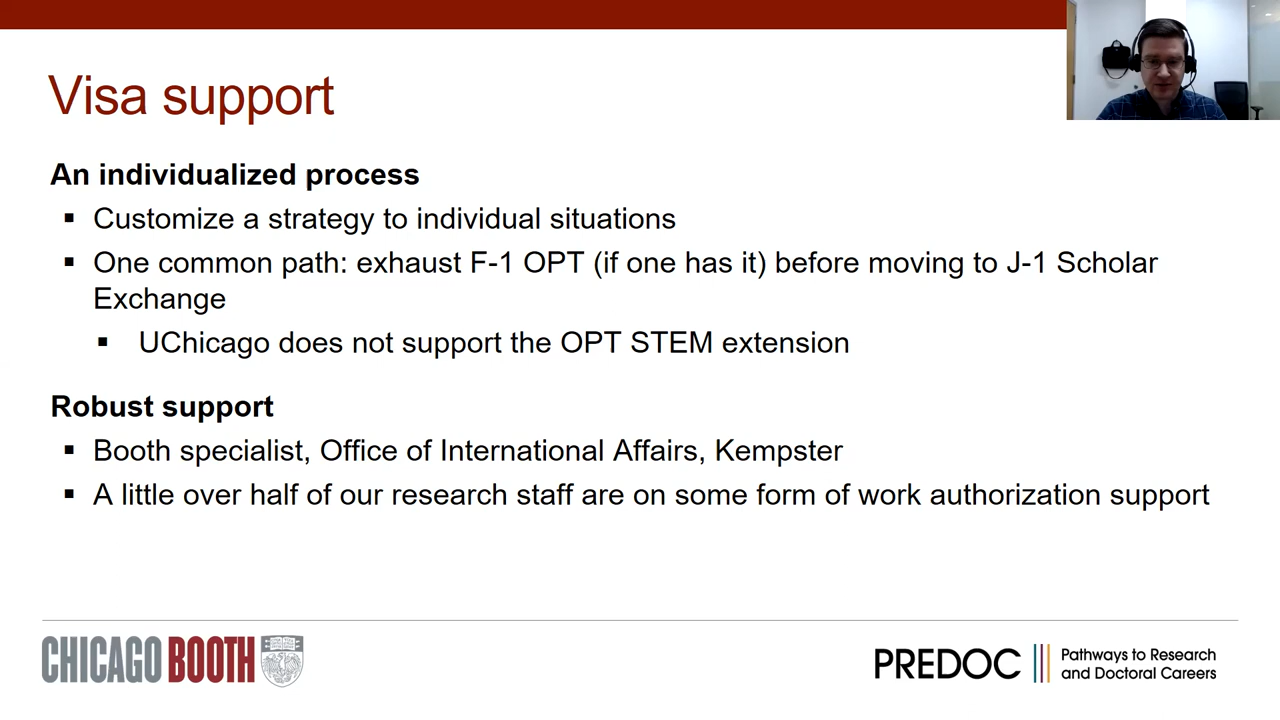 Visa support
An individualized process
▪ Customize a strategy to individual situations
▪ One common path: exhaust F-1 OPT (if one has it) before moving to J-1 Scholar
Exchange
▪ UChicago does not support the OPT STEM extension
Robust support
▪ Booth specialist, Office of International Affairs, Kempster
▪ A little over half of our research staff are on some form of work authorization support
CHICAGO BOOTH
PREDOC
Pathways to Research
and Doctoral Careers